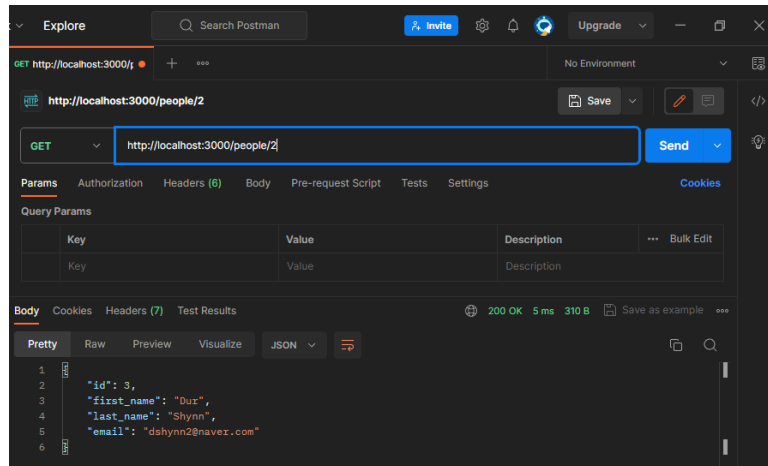 Explore Search Postman Invite Upgrade
GET http://localhost:3000/p No Environment
HTTP http://localhost:3000/people/2 Save
GET http://localhost:3000/people/2 Send
Params Authorization Headers (6) Body Pre-request Script Tests Settings Cookies
Query Params
Key Value Description Bulk Edit
Key Value Description
Body Cookies Headers (7) Test Results 200 OK 5 ms 310 B Save as example
Pretty Raw Preview Visualize JSON
1 {
2 "id": 3,
3 "first_name": "Dur",
4 "last_name": "Shynn",
5 "email": "dshynn2@naver.com"
6 }